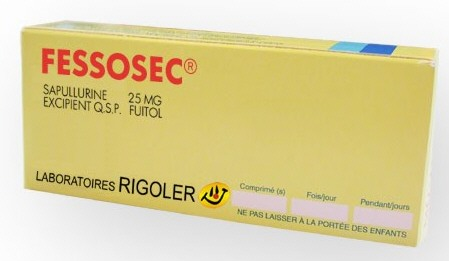 FESSOSEC®
SAPULLURINE 25 MG
EXCIPIENT Q.S.P. FUITOL
LABORATOIRES RIGOLER
Comprimé (s) Fois/jour Pendant/jours
NE PAS LAISSER À LA PORTÉE DES ENFANTS